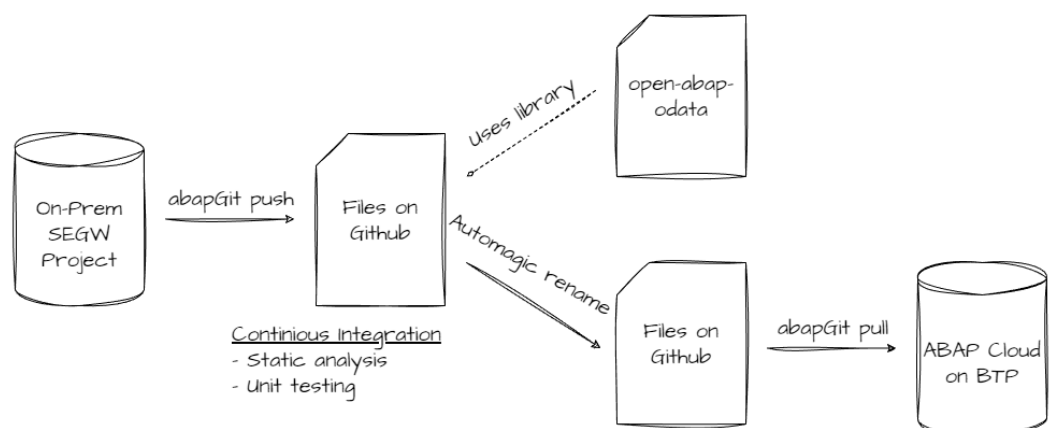 On-Prem
SEGW
Project
abapGit push
Files on
Github
Continious Integration
- Static analysis
- Unit testing
Uses library
open-abap-
odata
Automagic rename
Files on
Github
abapGit pull
ABAP Cloud
on BTP